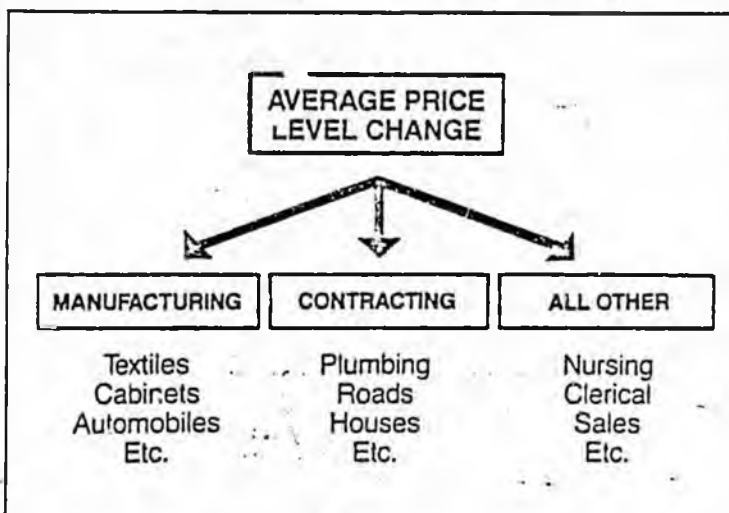 AVERAGE PRICE
LEVEL CHANGE
MANUFACTURING
Textiles
Cabinets
Automobiles
Etc.
CONTRACTING
Plumbing
Roads
Houses
Etc.
ALL OTHER
Nursing
Clerical
Sales
Etc.